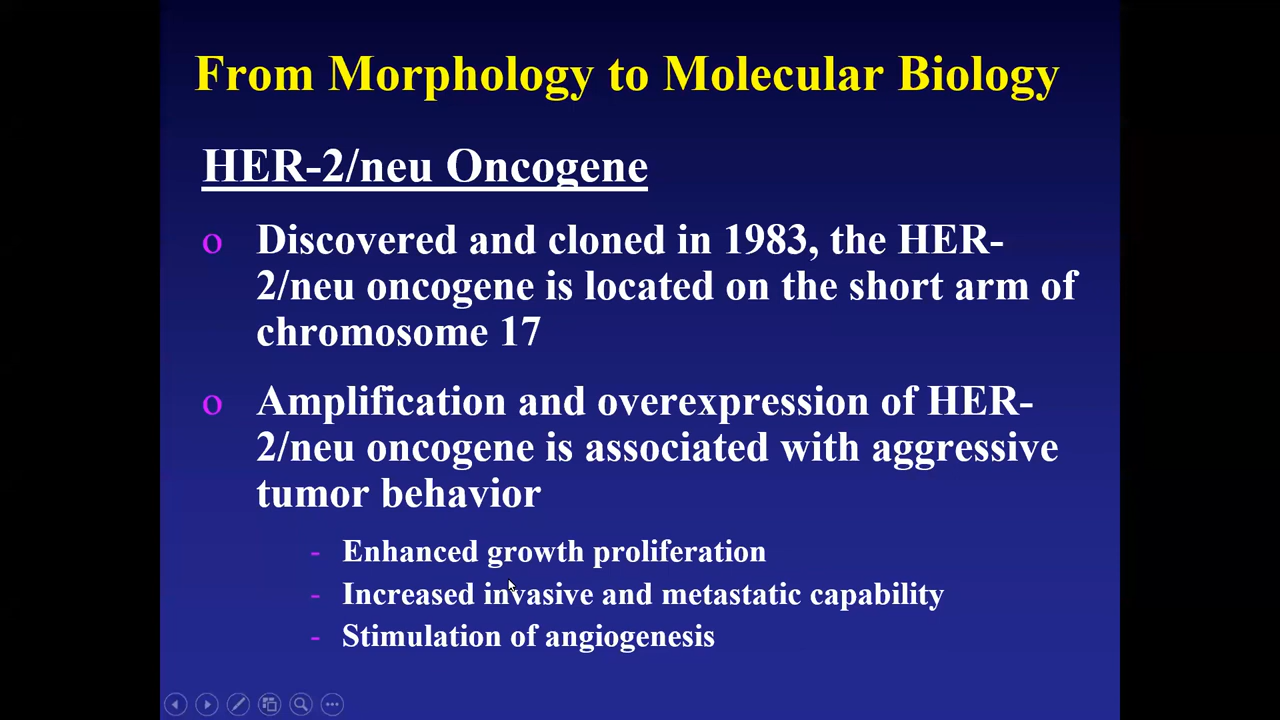 From Morphology to Molecular Biology
HER-2/neu Oncogene
o Discovered and cloned in 1983, the HER-
2/neu oncogene is located on the short arm of
chromosome 17
o Amplification and overexpression of HER-
2/neu oncogene is associated with aggressive
tumor behavior
- Enhanced growth proliferation
- Increased invasive and metastatic capability
- Stimulation of angiogenesis